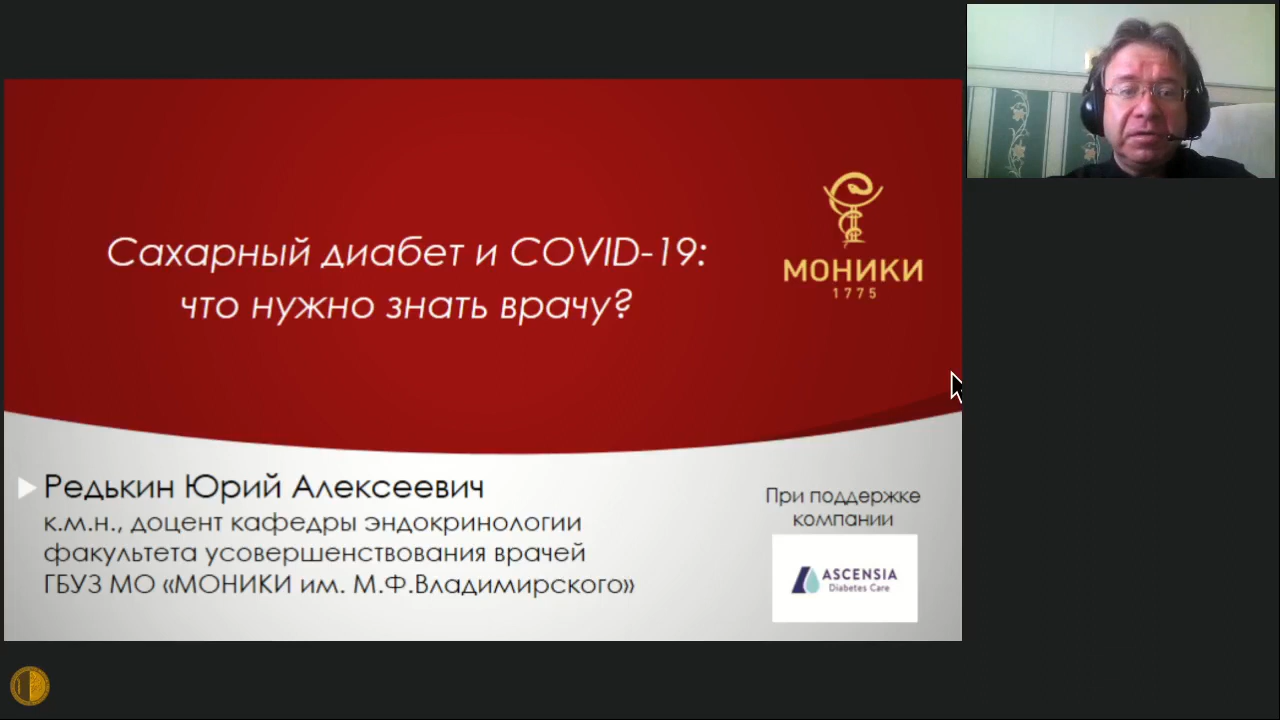 Сахарный диабет и COVID-19:
что нужно знать врачу?
МОНИКИ
1775
Редькин Юрий Алексеевич
к.м.н., доцент кафедры эндокринологии
факультета усовершенствования врачей
ГБУЗ МО «МОНИКИ им. М.Ф.Владимирского»
При поддержке
компании
ASCENSIA
Diabetes Care